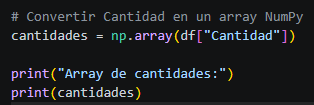 # Convertir Cantidad en un array NumPy
cantidades = np.array(df["Cantidad"])
print("Array de cantidades:")
print(cantidades)